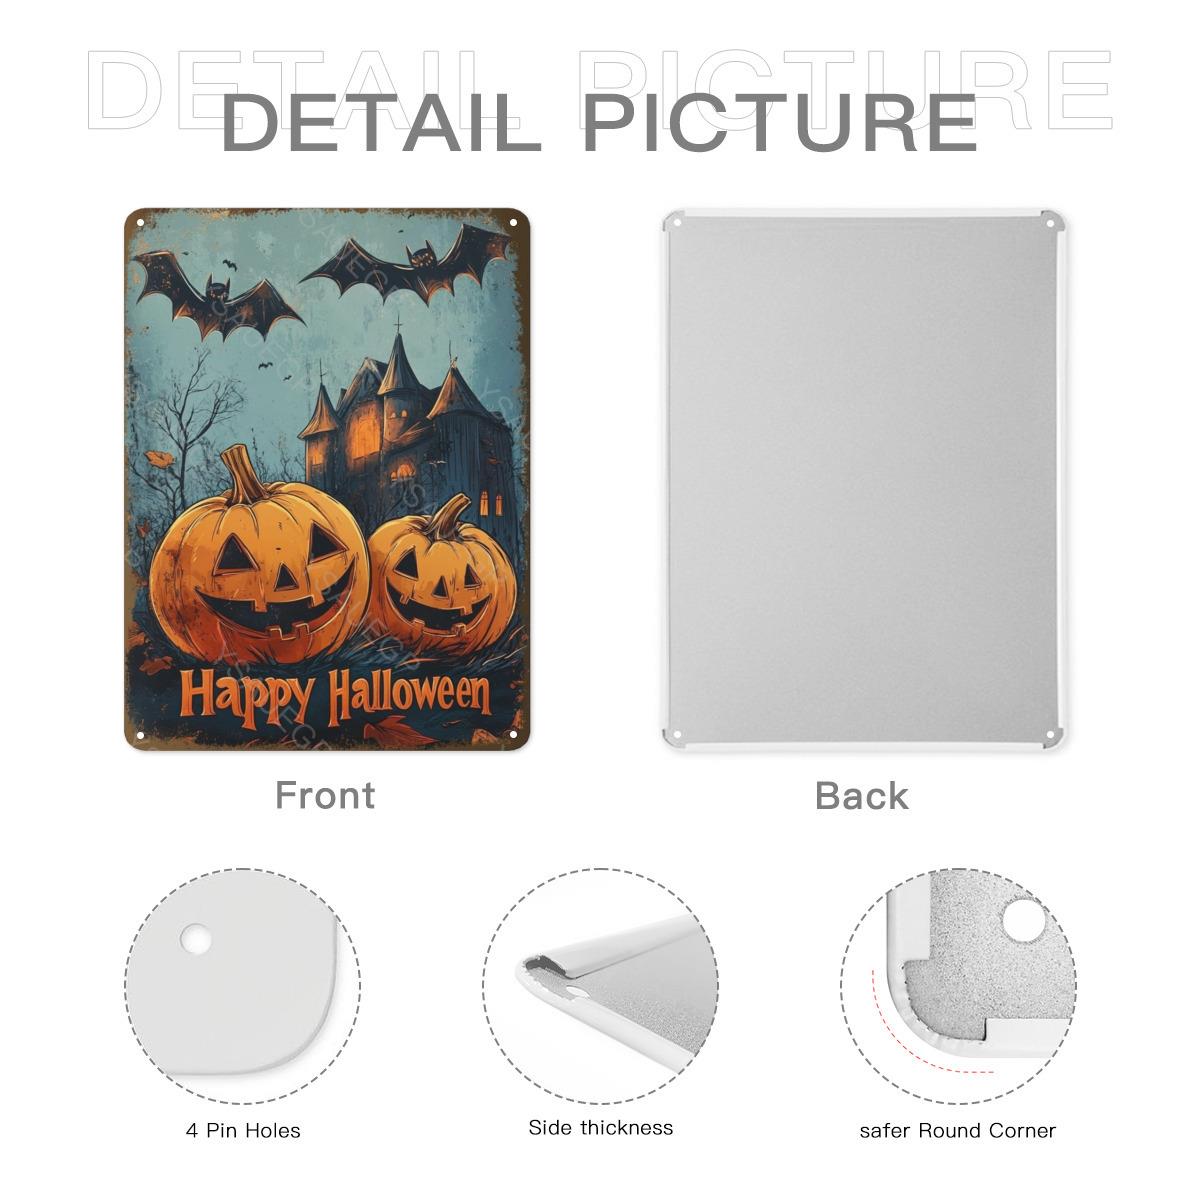 DETAIL PICTURE
DETAIL PICTURE
Happy Halloween
Front
Back
4 Pin Holes
Side thickness
safer Round Corner